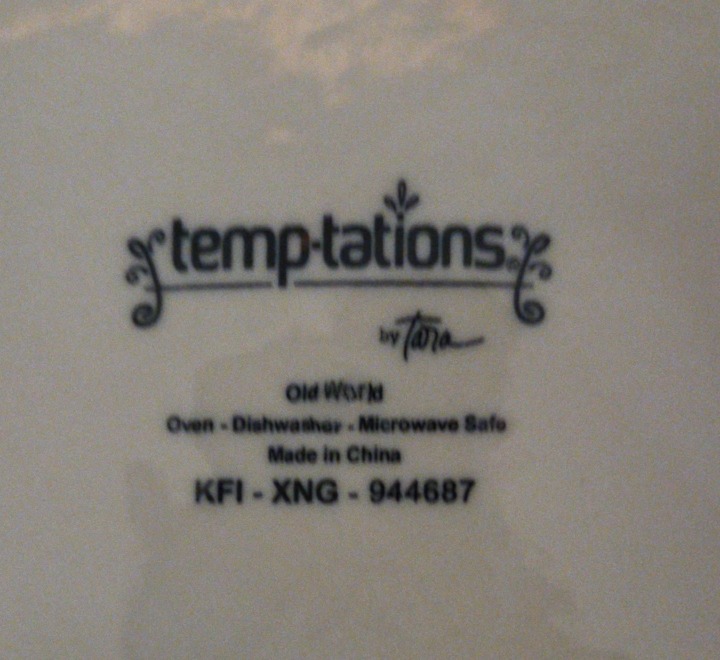 temp-tations®
by Tara
Old World
Oven - Dishwasher - Microwave Safe
Made in China
KFI - XNG - 944687